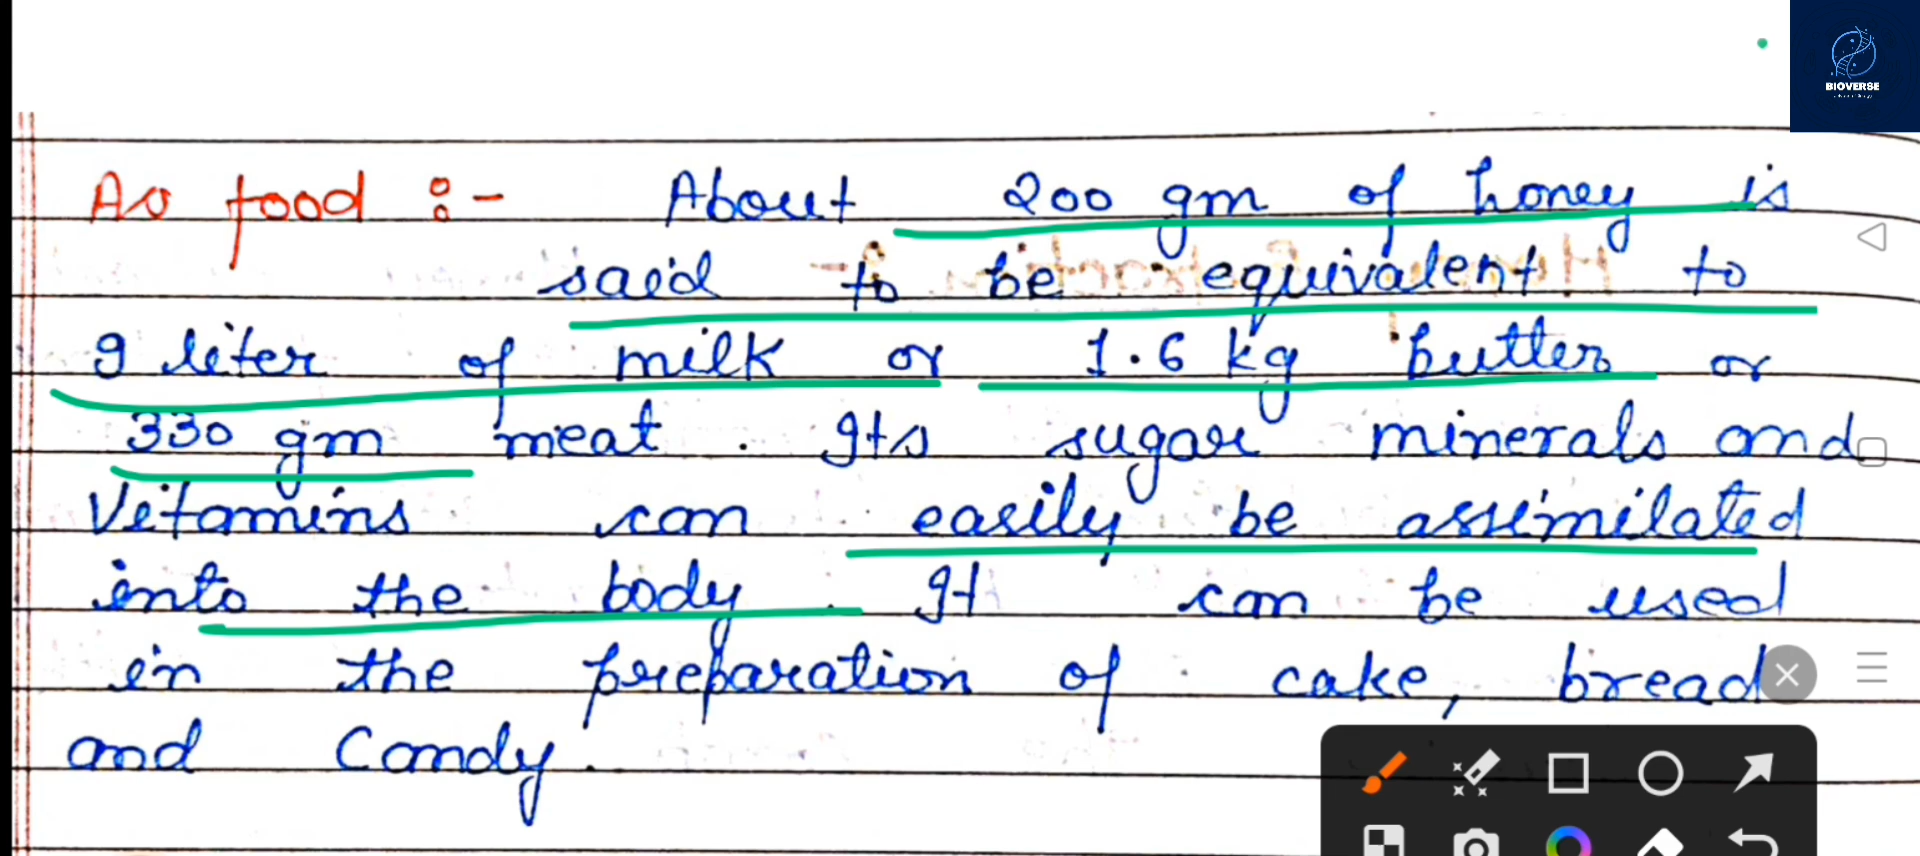 BIOVERSE
As food :- About 200 gm of honey is
said to be equivalent to
9 liter of milk or 1.6 kg butter or
330 gm meat. Its sugar minerals and
Vitamins can easily be assimilated
into the body. It can be used
in the preparation of cake, bread
and Candy.